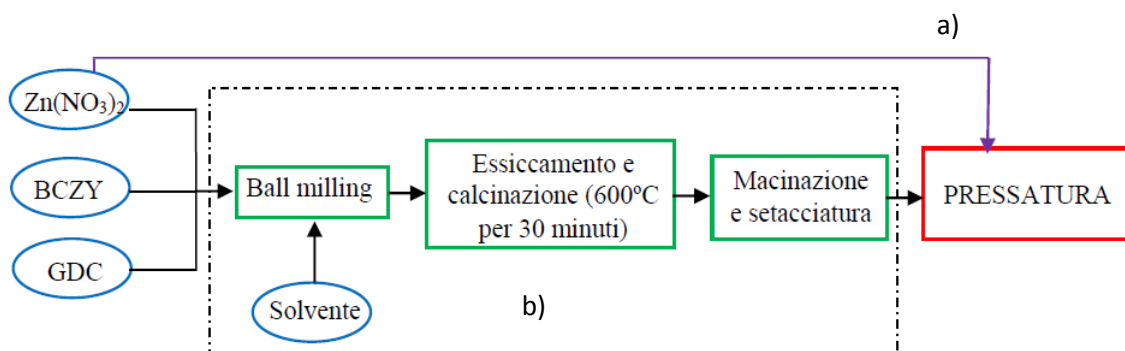 a)
Zn(NO₃)₂
BCZY
GDC
Ball milling
Solvente
Essiccamento e
calcinazione (600ºC
per 30 minuti)
Macinazione
e setacciatura
PRESSATURA
b)